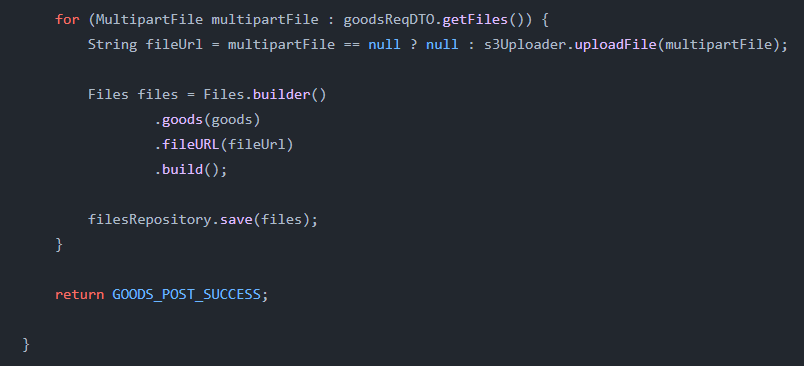 for (MultipartFile multipartFile : goodsReqDTO.getFiles()) {
String fileUrl = multipartFile == null ? null : s3Uploader.uploadFile(multipartFile);
Files files = Files.builder()
.goods(goods)
.fileURL(fileUrl)
.build();
filesRepository.save(files);
}
return GOODS_POST_SUCCESS;
}